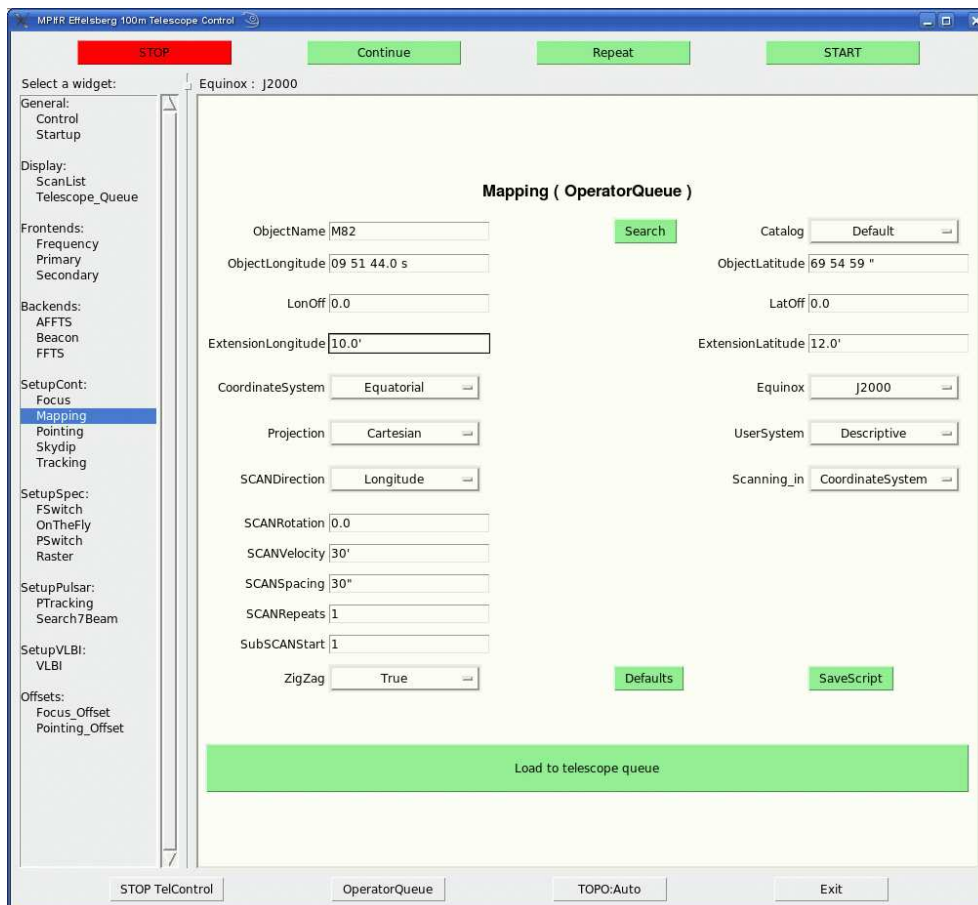 MPIfR Effelsberg 100m Telescope Control
STOP Continue Repeat START
Select a widget:
Equinox : J2000
General:
Control
Startup
Display:
ScanList
Telescope_Queue
Frontends:
Frequency
Primary
Secondary
Backends:
AFFTS
Beacon
FFTS
SetupCont:
Focus
Mapping
Pointing
Skydip
Tracking
SetupSpec:
FSwitch
OnTheFly
PSwitch
Raster
SetupPulsar:
PTracking
Search7Beam
SetupVLBI:
VLBI
Offsets:
Focus_Offset
Pointing_Offset
Mapping ( OperatorQueue )
ObjectName M82 Search Catalog Default
ObjectLongitude 09 51 44.0 s ObjectLatitude 69 54 59 "
LonOff 0.0 LatOff 0.0
ExtensionLongitude 10.0' ExtensionLatitude 12.0'
CoordinateSystem Equatorial Equinox J2000
Projection Cartesian UserSystem Descriptive
SCANDirection Longitude Scanning_in CoordinateSystem
SCANRotation 0.0
SCANVelocity 30'
SCANSpacing 30"
SCANRepeats 1
SubSCANStart 1
ZigZag True Defaults SaveScript
Load to telescope queue
STOP TelControl OperatorQueue TOPO:Auto Exit